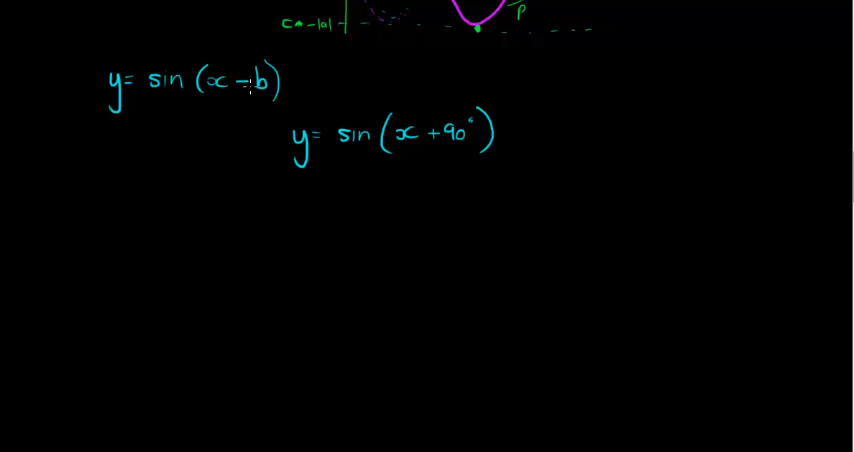 p
c - |a|
y = sin (x - b)
y = sin (x + 90°)